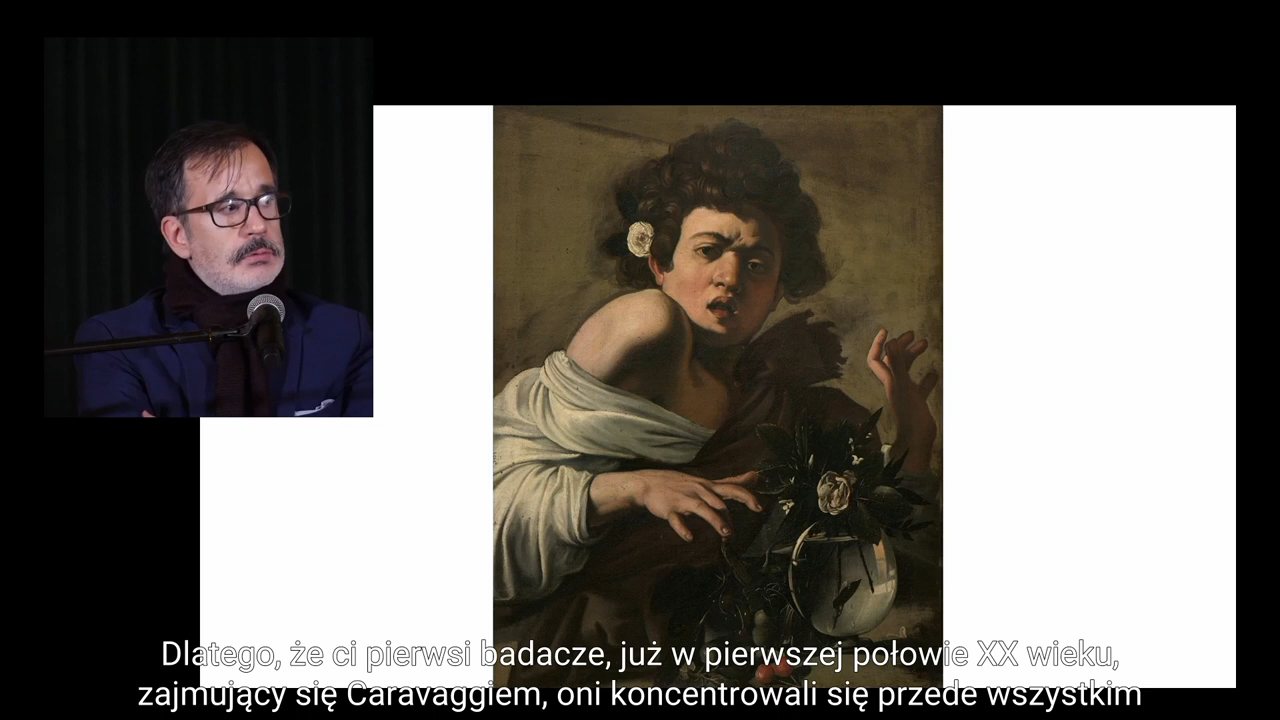 Dlatego, że ci pierwsi badacze, już w pierwszej połowie XX wieku,
zajmujący się Caravaggiem, oni koncentrowali się przede wszystkim